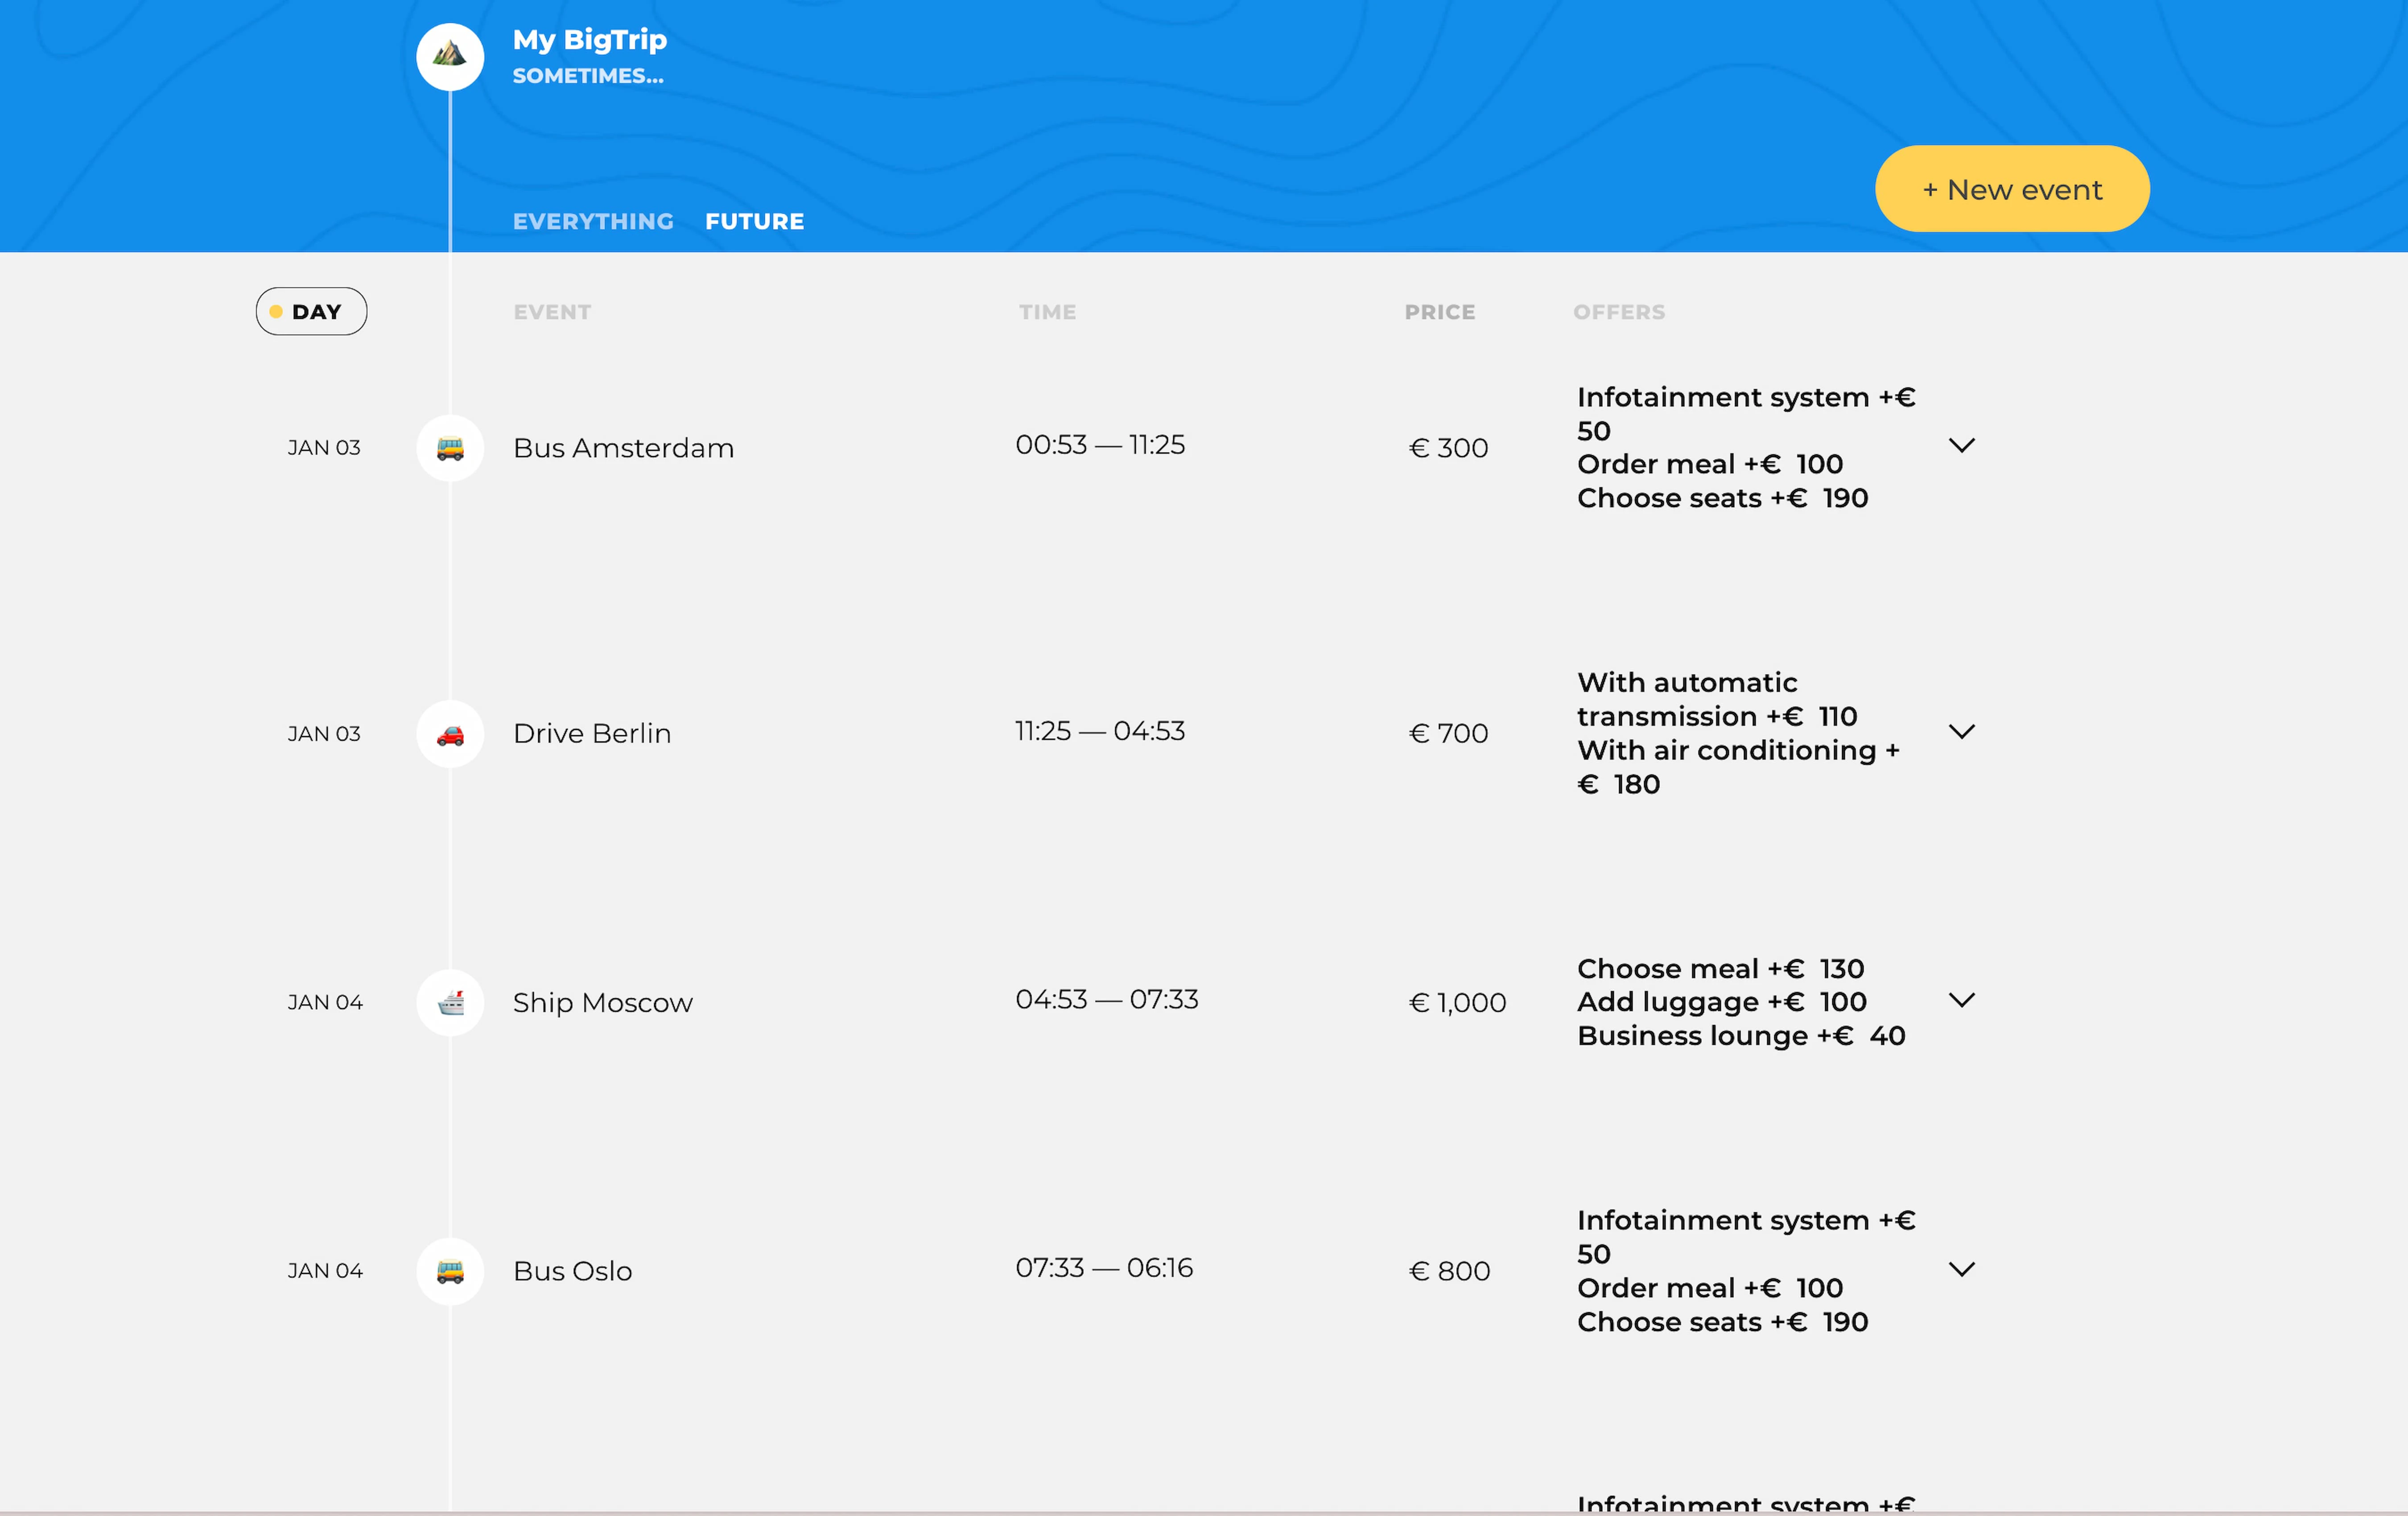 My BigTrip
SOMETIMES...
EVERYTHING FUTURE
+ New event
DAY EVENT TIME PRICE OFFERS
JAN 03 Bus Amsterdam 00:53 — 11:25 € 300
Infotainment system +€
50
Order meal +€ 100
Choose seats +€ 190
JAN 03 Drive Berlin 11:25 — 04:53 € 700
With automatic
transmission +€ 110
With air conditioning +
€ 180
JAN 04 Ship Moscow 04:53 — 07:33 € 1,000
Choose meal +€ 130
Add luggage +€ 100
Business lounge +€ 40
JAN 04 Bus Oslo 07:33 — 06:16 € 800
Infotainment system +€
50
Order meal +€ 100
Choose seats +€ 190
Infotainment system +€